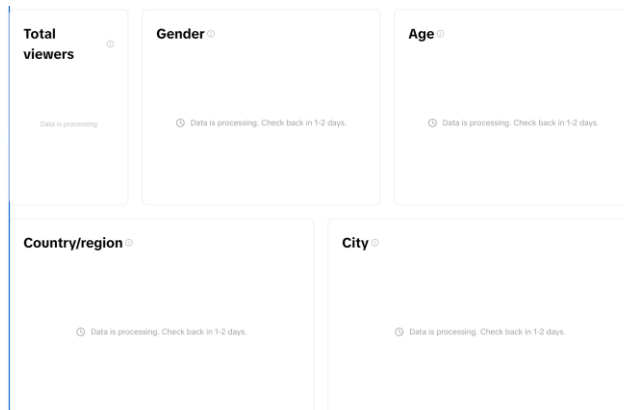 Total
viewers
Gender
Age
Data is processing
Data is processing. Check back in 1-2 days.
Data is processing. Check back in 1-2 days.
Country/region
City
Data is processing. Check back in 1-2 days.
Data is processing. Check back in 1-2 days.